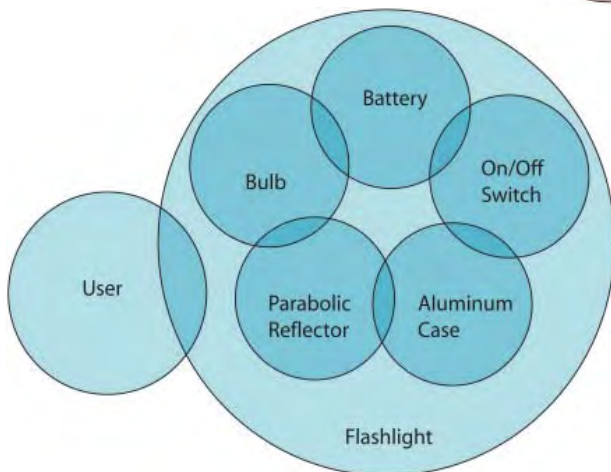 Battery
Bulb
On/Off
Switch
User
Parabolic
Reflector
Aluminum
Case
Flashlight